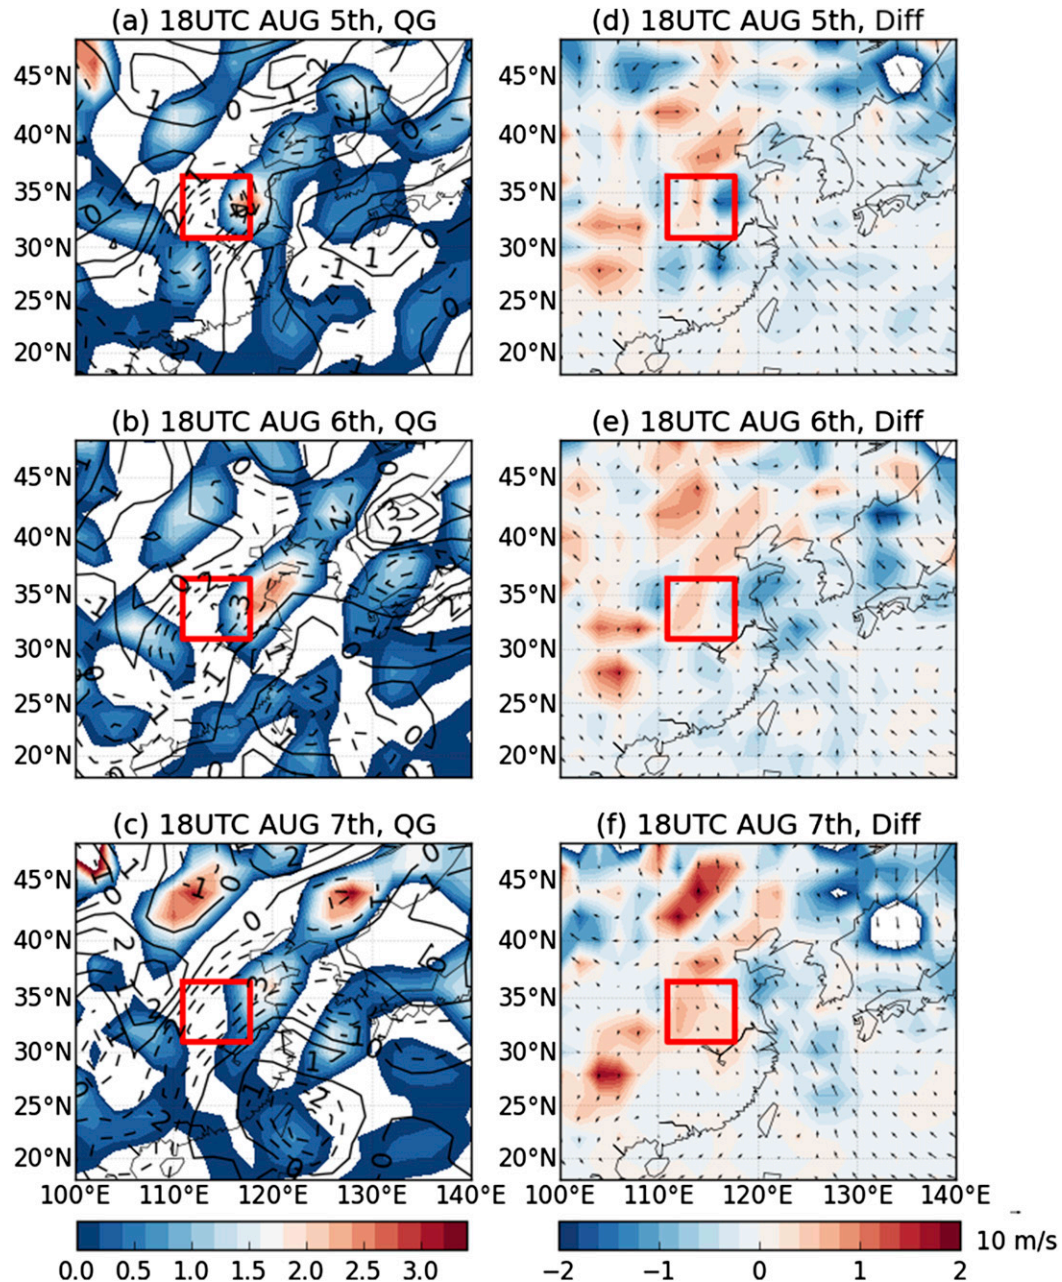 (a) 18UTC AUG 5th, QG
(d) 18UTC AUG 5th, Diff
45°N
40°N
35°N
30°N
25°N
20°N
45°N
40°N
35°N
30°N
25°N
20°N
(b) 18UTC AUG 6th, QG
(e) 18UTC AUG 6th, Diff
45°N
40°N
35°N
30°N
25°N
20°N
45°N
40°N
35°N
30°N
25°N
20°N
(c) 18UTC AUG 7th, QG
(f) 18UTC AUG 7th, Diff
45°N
40°N
35°N
30°N
25°N
20°N
45°N
40°N
35°N
30°N
25°N
20°N
100°E 110°E 120°E 130°E 140°E
100°E 110°E 120°E 130°E 140°E
0.0 0.5 1.0 1.5 2.0 2.5 3.0
−2 −1 0 1 2
10 m/s